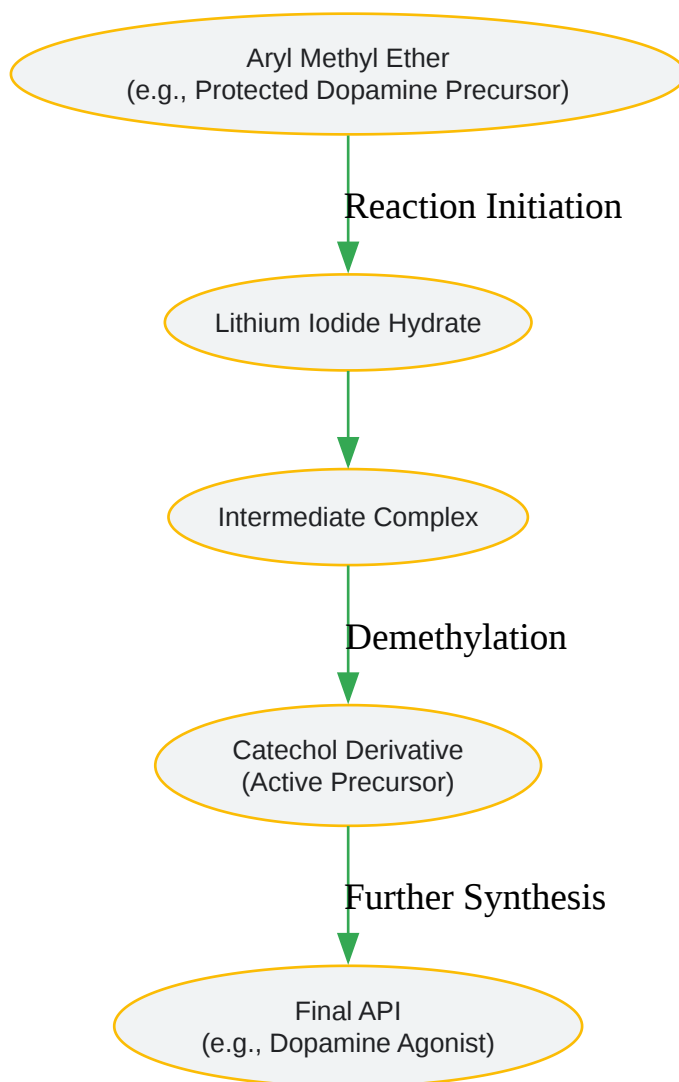 Aryl Methyl Ether
(e.g., Protected Dopamine Precursor)
Reaction Initiation
Lithium Iodide Hydrate
Intermediate Complex
Demethylation
Catechol Derivative
(Active Precursor)
Further Synthesis
Final API
(e.g., Dopamine Agonist)